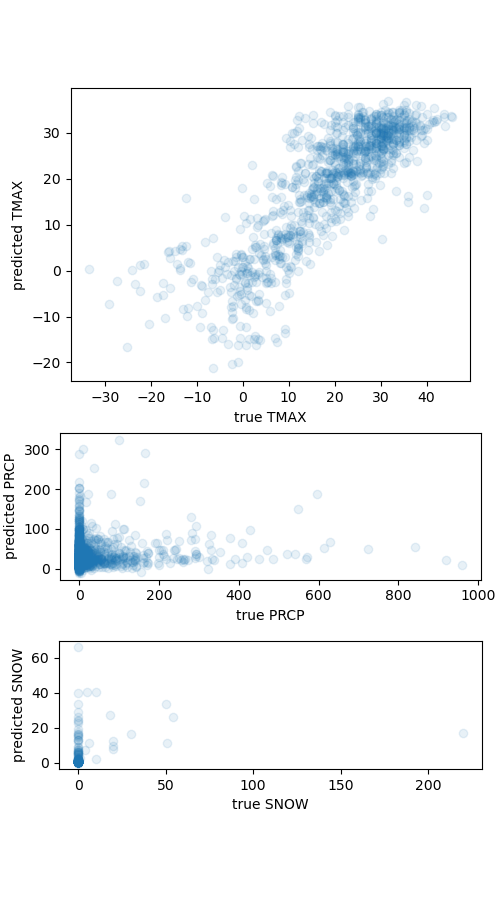 30
20
10
0
−10
−20
predicted TMAX
−30 −20 −10 0 10 20 30 40
true TMAX
300
200
100
0
predicted PRCP
0 200 400 600 800 1000
true PRCP
60
40
20
0
predicted SNOW
0 50 100 150 200
true SNOW